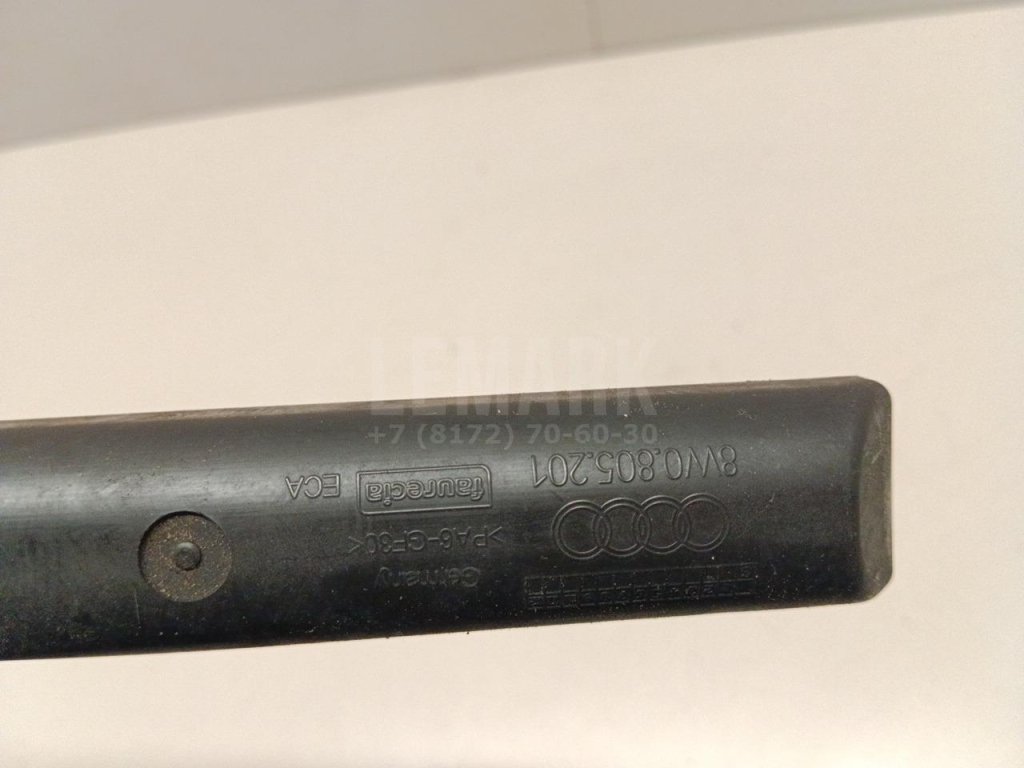 LEMARK
+7 (8172) 70-60-30
8W0.805.201
faurecia ECA
>PA6-GF30<
Germany